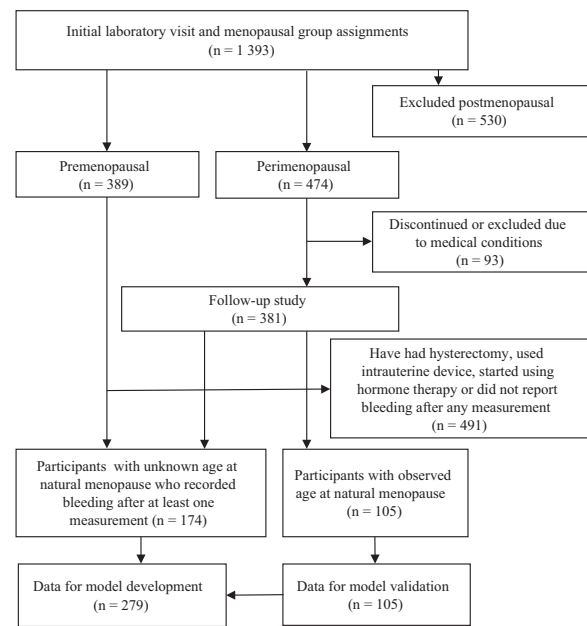 Initial laboratory visit and menopausal group assignments
(n = 1 393)
Excluded postmenopausal
(n = 530)
Premenopausal
(n = 389)
Perimenopausal
(n = 474)
Discontinued or excluded due
to medical conditions
(n = 93)
Follow-up study
(n = 381)
Have had hysterectomy, used
intrauterine device, started using
hormone therapy or did not report
bleeding after any measurement
(n = 491)
Participants with unknown age at
natural menopause who recorded
bleeding after at least one
measurement (n = 174)
Participants with observed
age at natural menopause
(n = 105)
Data for model development
(n = 279)
Data for model validation
(n = 105)